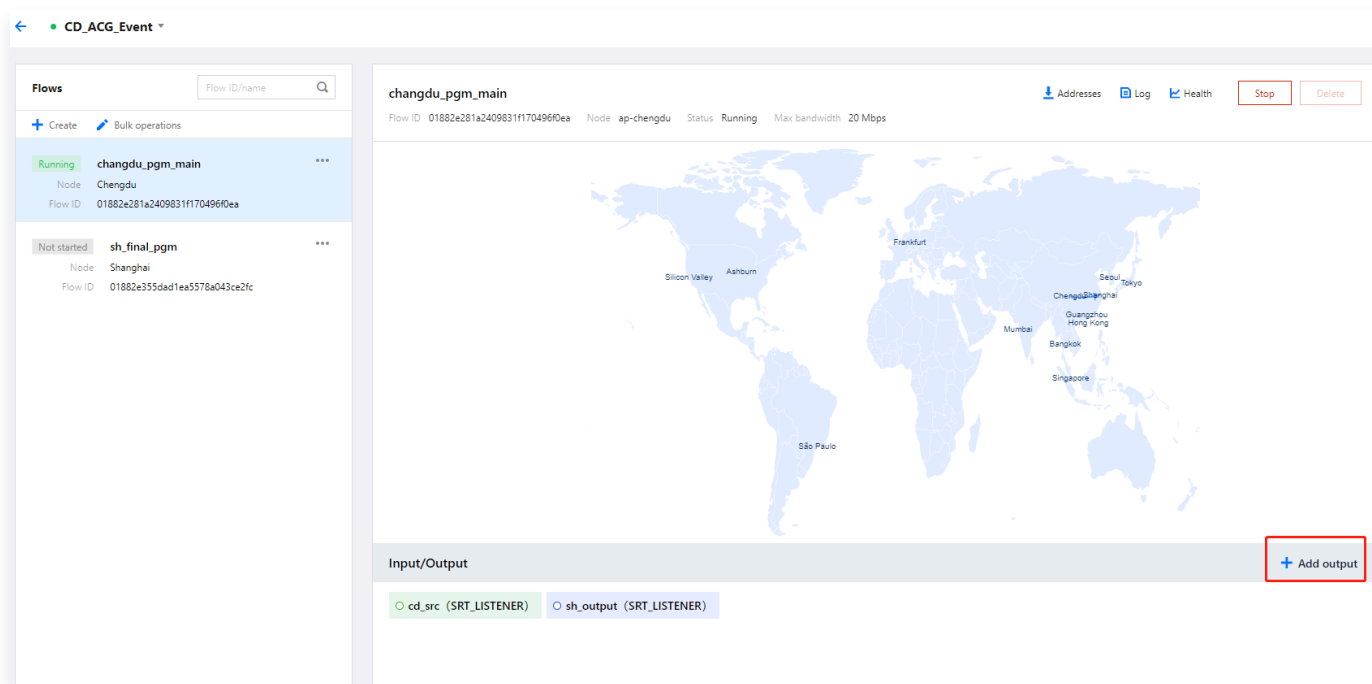 CD_ACG_Event
Flows
Flow ID/name
Create Bulk operations
Running changdu_pgm_main
Node Chengdu
Flow ID 01882e281a2409831f170496f0ea
Not started sh_final_pgm
Node Shanghai
Flow ID 01882e355dad1ea5578a043ce2fc
changdu_pgm_main
Addresses Log Health Stop Delete
Flow ID 01882e281a2409831f170496f0ea Node ap-chengdu Status Running Max bandwidth 20 Mbps
Frankfurt
Silicon Valley Ashburn
Seoul
Tokyo
Chengdu Shanghai
Guangzhou
Hong Kong
Mumbai
Bangkok
Singapore
São Paulo
Input/Output Add output
cd_src（SRT_LISTENER） sh_output（SRT_LISTENER）